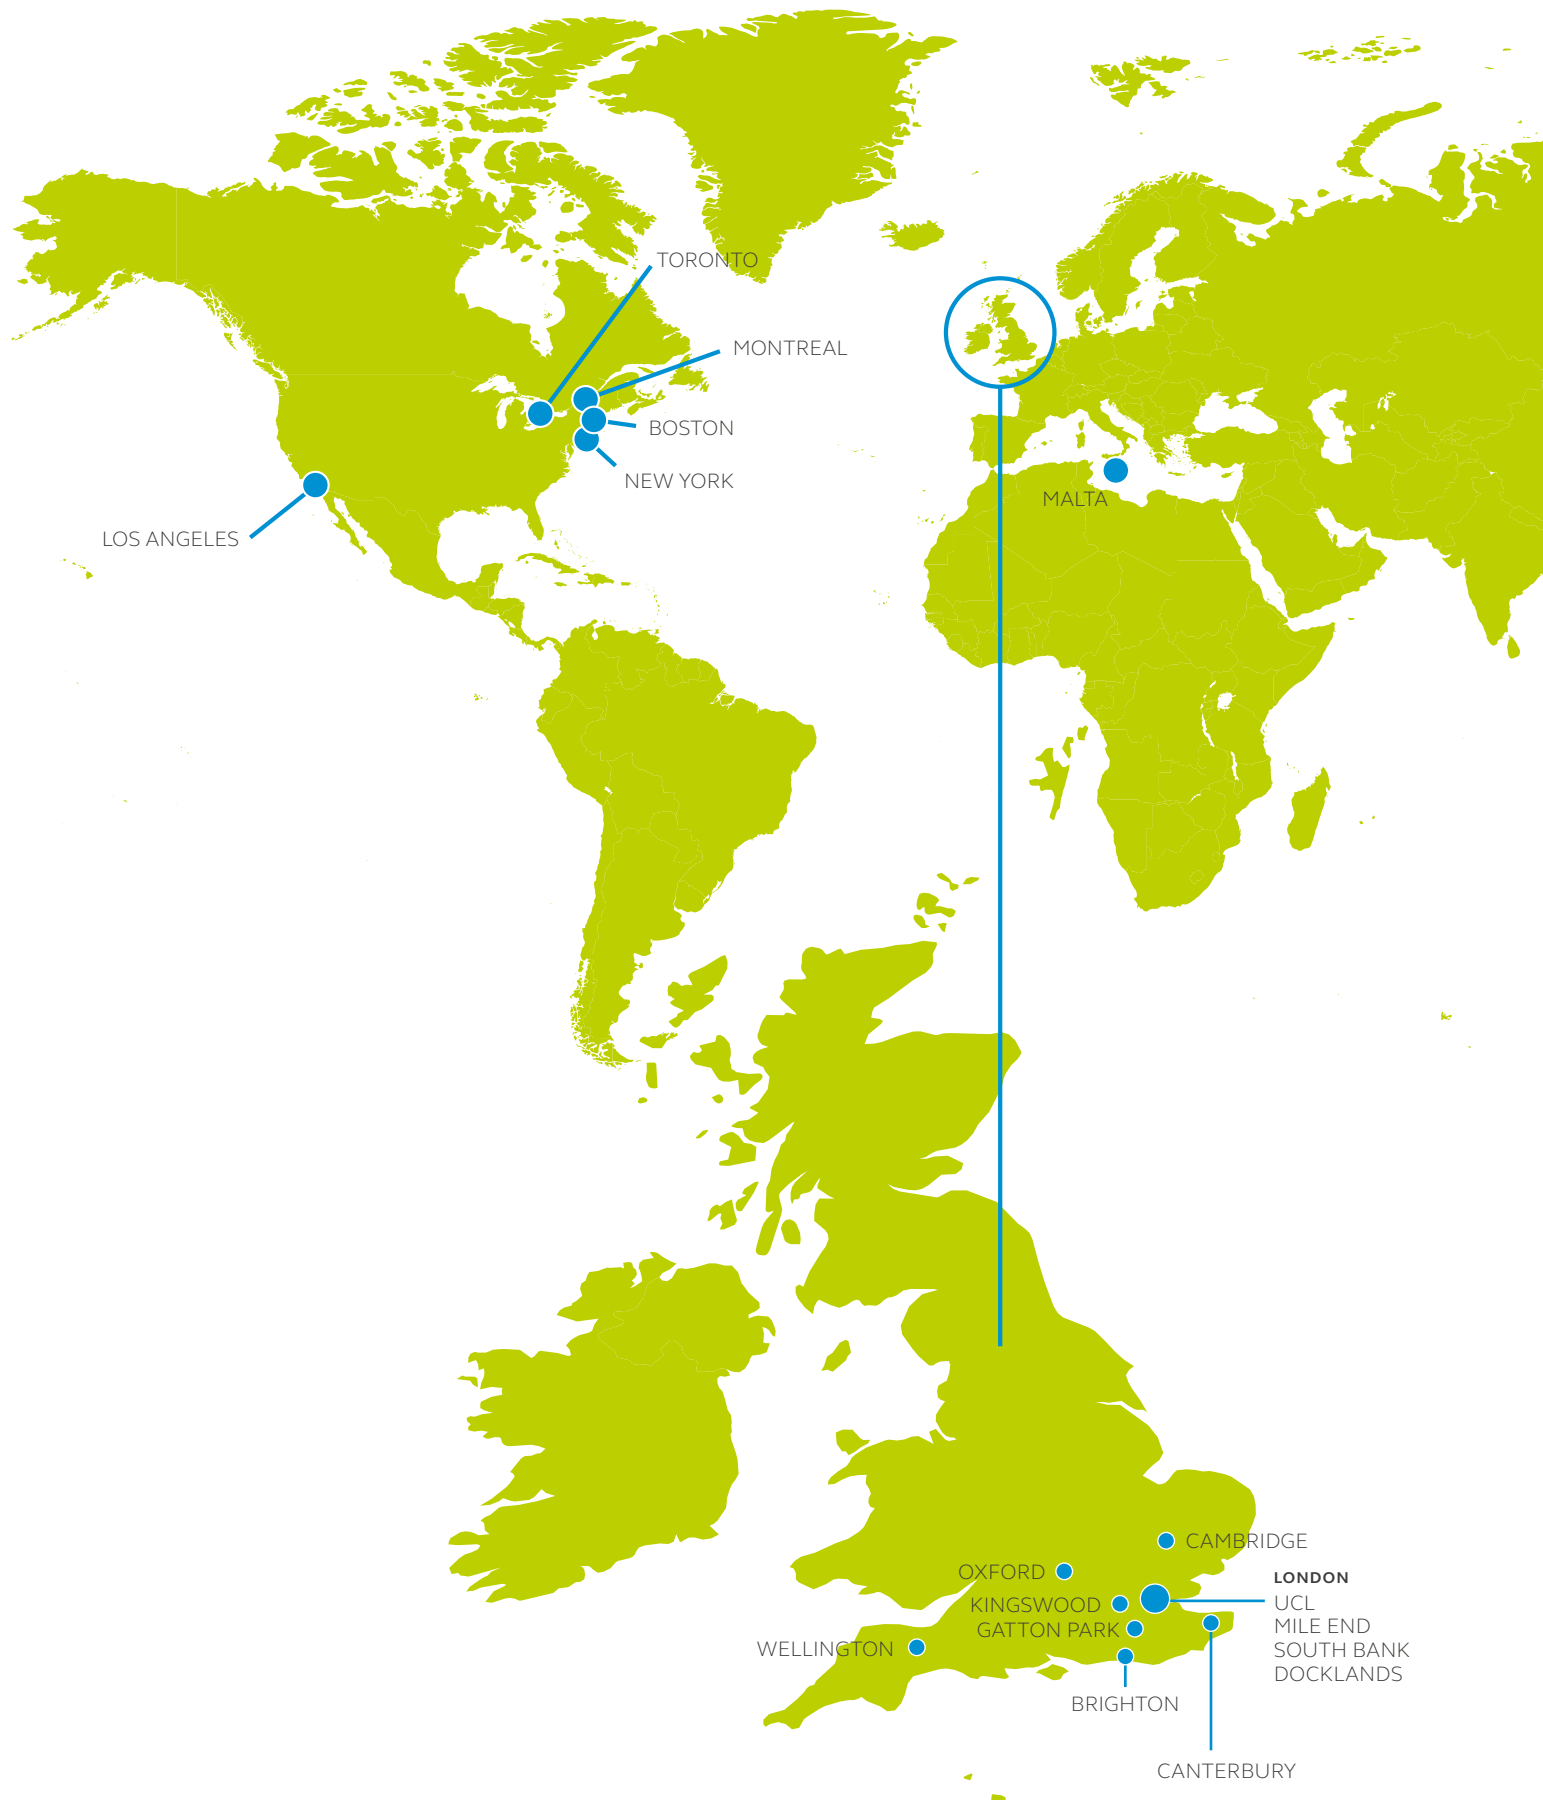 TORONTO
MONTREAL
BOSTON
NEW YORK
MALTA
LOS ANGELES
CAMBRIDGE
OXFORD
LONDON
UCL
KINGSWOOD
MILE END
GATTON PARK
SOUTH BANK
WELLINGTON
DOCKLANDS
BRIGHTON
CANTERBURY